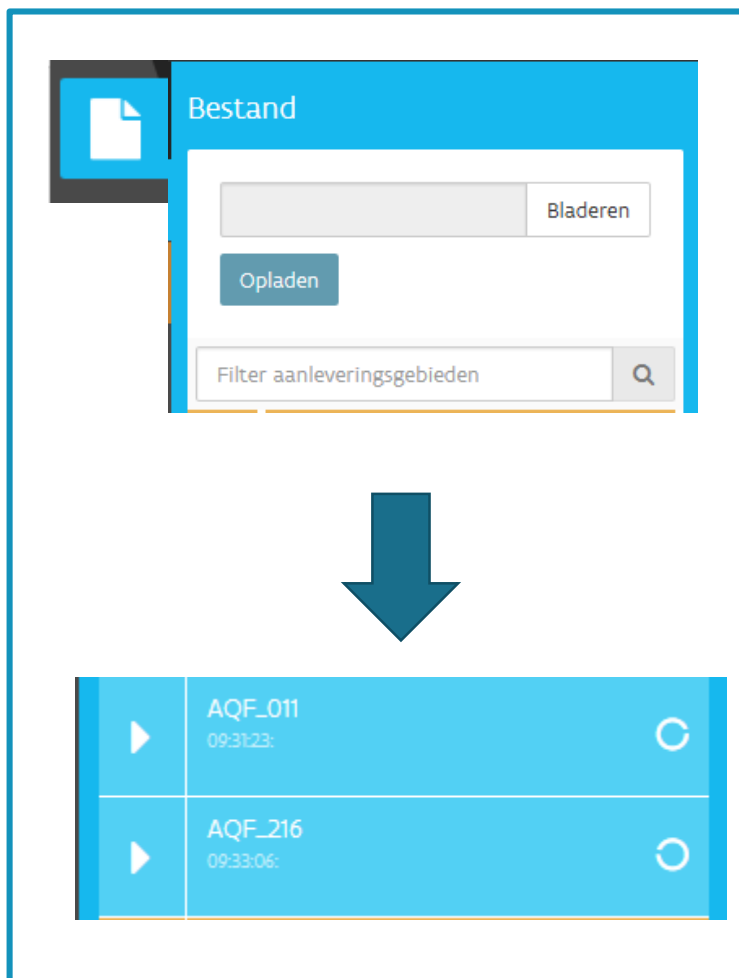 Bestand
Bladeren
Opladen
Filter aanleveringsgebieden
AQF_011
09:31:23:
AQF_216
09:33:06: